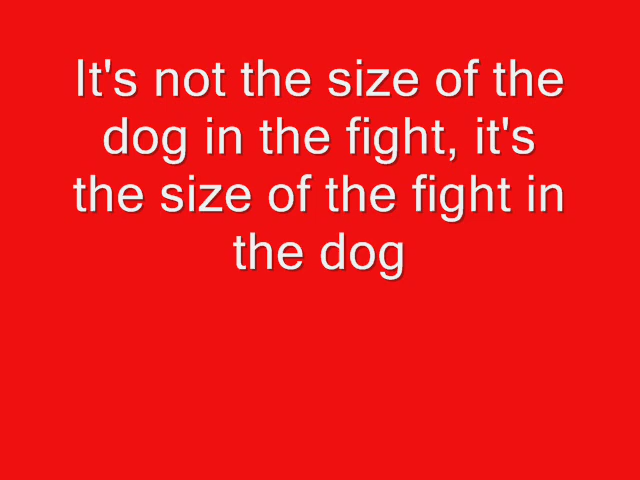 It's not the size of the
dog in the fight, it's
the size of the fight in
the dog